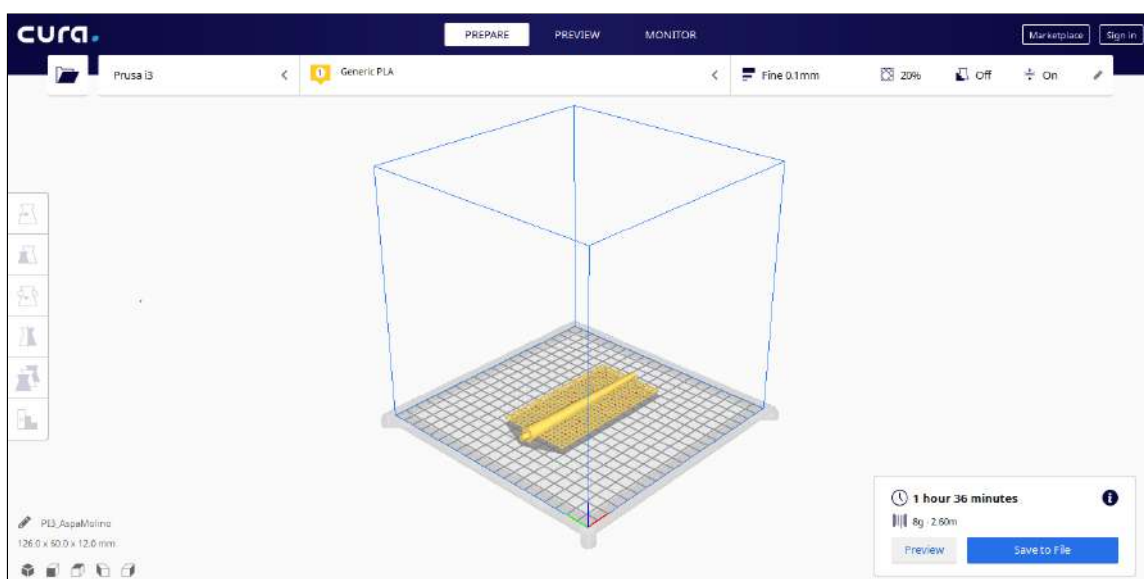 cura.
PREPARE PREVIEW MONITOR
Marketplace Sign in
Prusa i3
1 Generic PLA
Fine 0.1mm 20% Off On
1 hour 36 minutes
8g · 2.60m
Preview Save to File
PI3_AspaMolino
126.0 x 60.0 x 12.0 mm